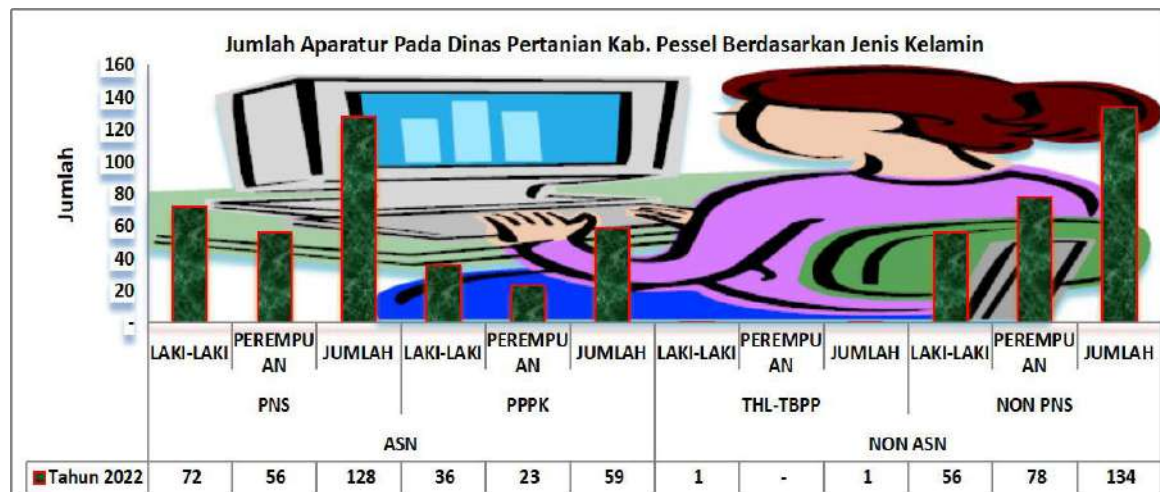 Jumlah Aparatur Pada Dinas Pertanian Kab. Pessel Berdasarkan Jenis Kelamin
Jumlah
160
140
120
100
80
60
40
20
-
LAKI-LAKI PEREMPU AN JUMLAH LAKI-LAKI PEREMPU AN JUMLAH LAKI-LAKI PEREMPU AN JUMLAH LAKI-LAKI PEREMPU AN JUMLAH
PNS PPPK THL-TBPP NON PNS
ASN NON ASN
Tahun 2022 72 56 128 36 23 59 1 - 1 56 78 134